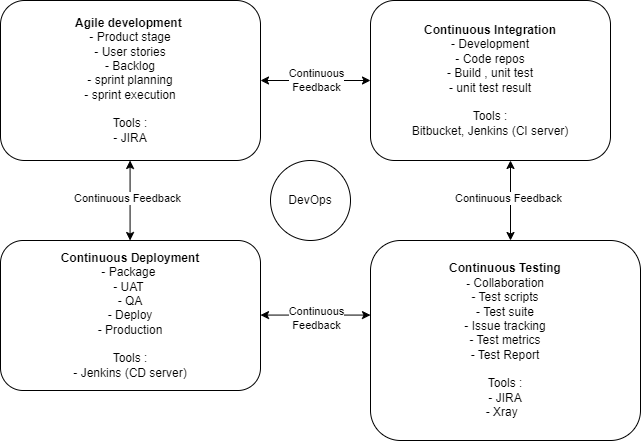 Agile development
- Product stage
- User stories
- Backlog
- sprint planning
- sprint execution
Tools :
- JIRA
Continuous
Feedback
Continuous Integration
- Development
- Code repos
- Build , unit test
- unit test result
Tools :
Bitbucket, Jenkins (CI server)
Continuous Feedback
DevOps
Continuous Feedback
Continuous Deployment
- Package
- UAT
- QA
- Deploy
- Production
Tools :
- Jenkins (CD server)
Continuous
Feedback
Continuous Testing
- Collaboration
- Test scripts
- Test suite
- Issue tracking
- Test metrics
- Test Report
Tools :
- JIRA
- Xray